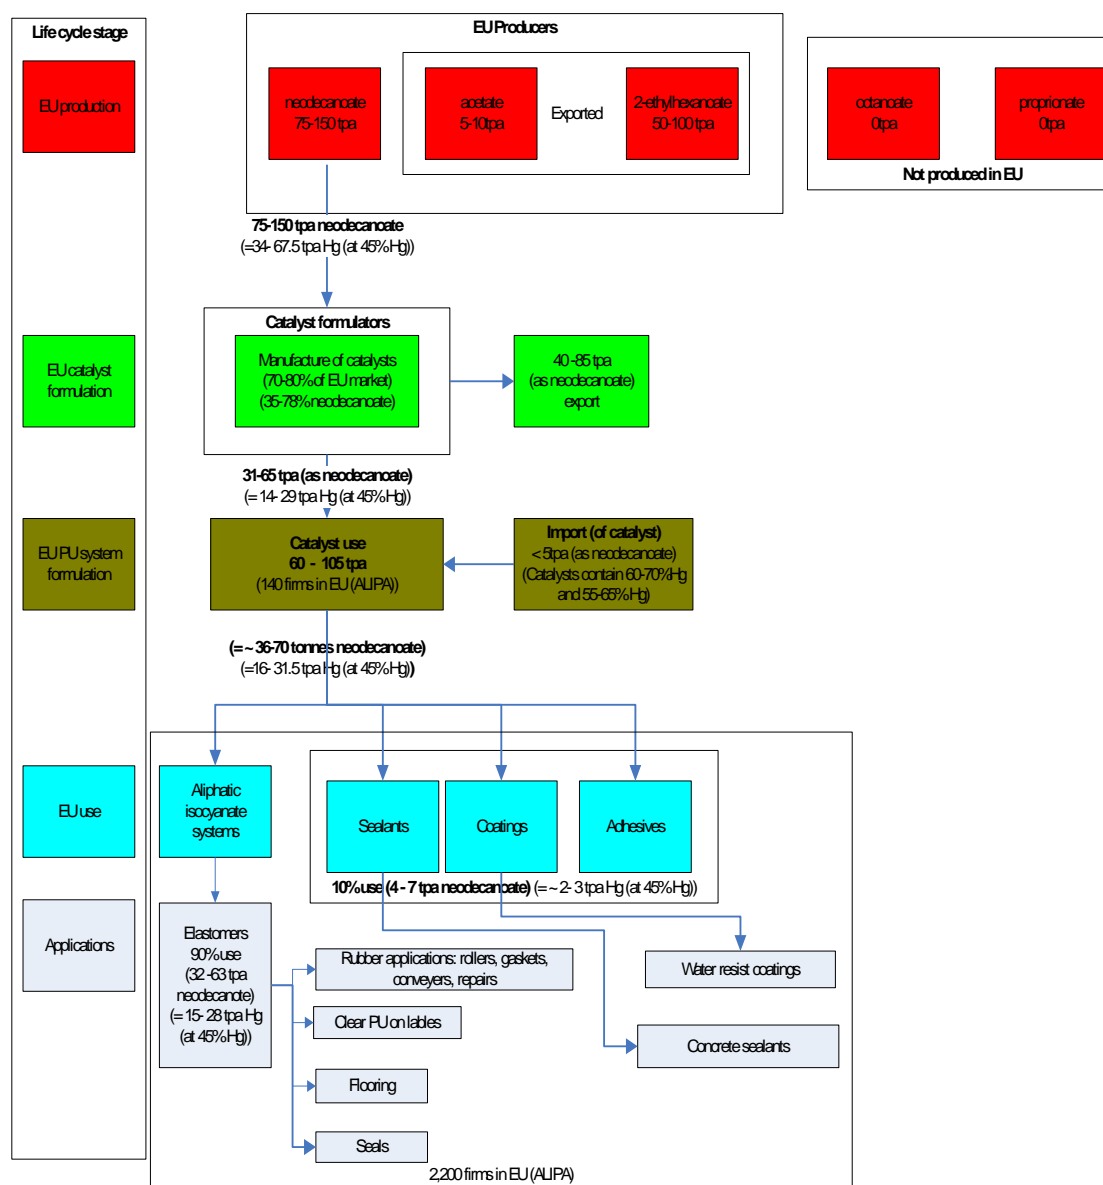 Life cycle stage
EU production
EU catalyst
formulation
EU PU system
formulation
EU use
Applications
EU Producers
neodecanoate
75-150 tpa
acetate
5-10tpa
Exported
2-ethylhexanoate
50-100 tpa
octanoate
0tpa
proprionate
0tpa
Not produced in EU
75-150 tpa neodecanoate
(=34- 67.5 tpa Hg (at 45% Hg))
Catalyst formulators
Manufacture of catalysts
(70-80% of EU market)
(35-78% neodecanoate)
40 -85 tpa
(as neodecanoate)
export
31-65 tpa (as neodecanoate)
(= 14- 29 tpa Hg (at 45% Hg))
Catalyst use
60 - 105 tpa
(140 firms in EU (ALIPA))
Import (of catalyst)
< 5tpa (as neodecanoate)
(Catalysts contain 60-70%Hg
and 55-65% Hg)
(= ~ 36-70 tonnes neodecanoate)
(=16- 31.5 tpa Hg (at 45% Hg))
Aliphatic
isocyanate
systems
Sealants
Coatings
Adhesives
10% use (4 - 7 tpa neodecanoate) (= ~ 2- 3 tpa Hg (at 45% Hg))
Elastomers
90% use
(32 -63 tpa
neodecanote)
(= 15- 28 tpa Hg
(at 45% Hg))
Rubber applications: rollers, gaskets,
conveyers, repairs
Clear PU on lables
Flooring
Seals
Water resist coatings
Concrete sealants
2,200 firms in EU (ALIPA)